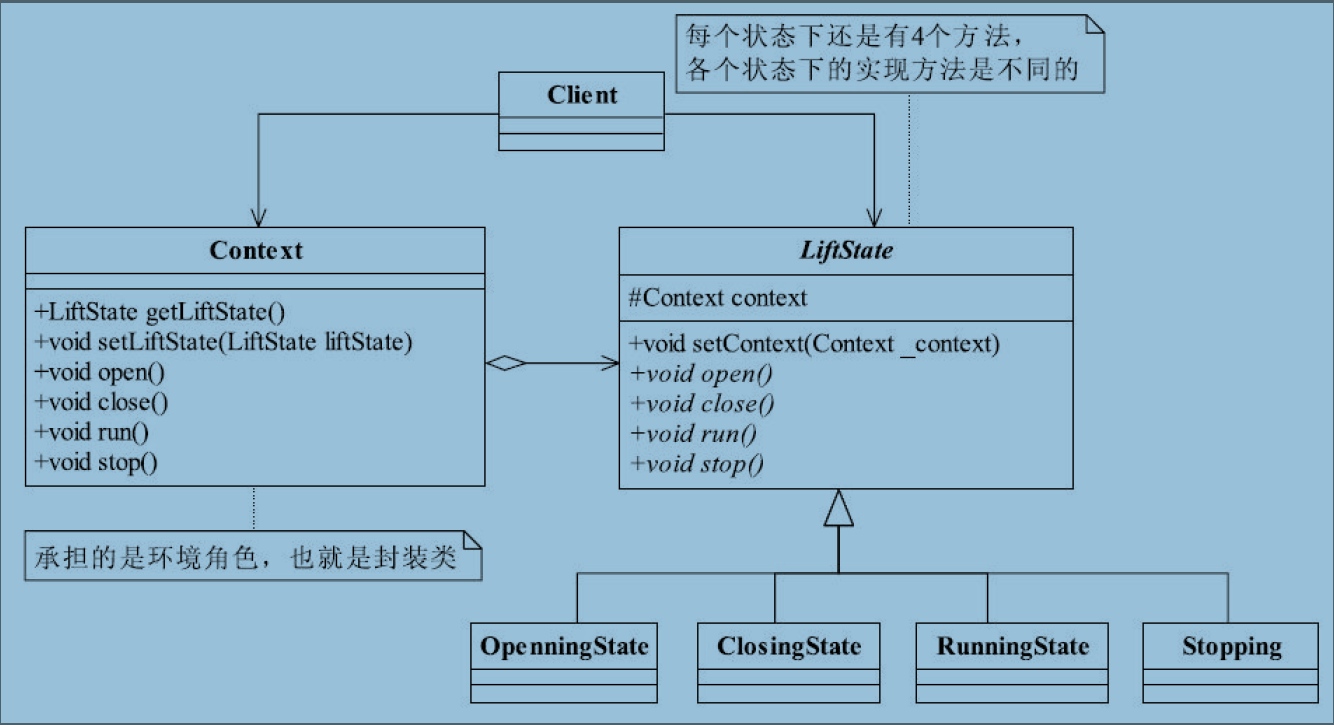 每个状态下还是有4个方法，
各个状态下的实现方法是不同的
Client
Context
+LiftState getLiftState()
+void setLiftState(LiftState liftState)
+void open()
+void close()
+void run()
+void stop()
LiftState
#Context context
+void setContext(Context _context)
+void open()
+void close()
+void run()
+void stop()
承担的是环境角色，也就是封装类
OpenningState
ClosingState
RunningState
Stopping